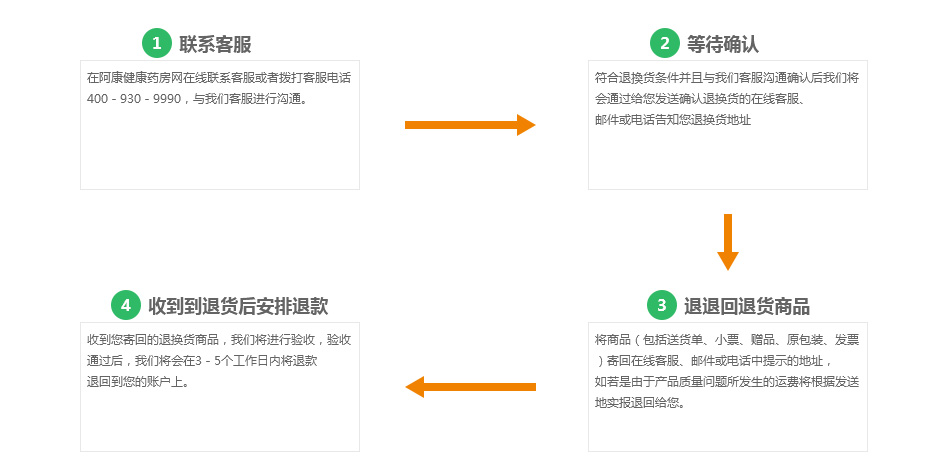 1 联系客服
在阿康健康药房网在线联系客服或者拨打客服电话
400 - 930 - 9990，与我们客服进行沟通。
2 等待确认
符合退换货条件并且与我们客服沟通确认后我们将
会通过给您发送确认退换货的在线客服、
邮件或电话告知您退换货地址
3 退退回退货商品
将商品（包括送货单、小票、赠品、原包装、发票
）寄回在线客服、邮件或电话中提示的地址，
如若是由于产品质量问题所发生的运费将根据发送
地实报退回给您。
4 收到到退货后安排退款
收到您寄回的退换货商品，我们将进行验收，验收
通过后，我们将会在3 - 5个工作日内将退款
退回到您的账户上。